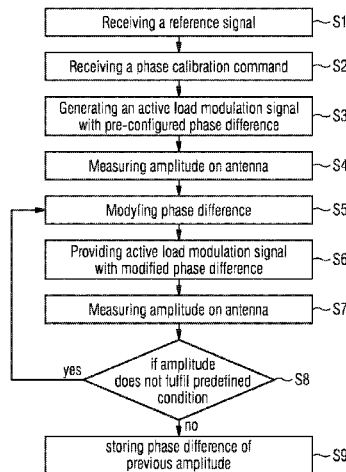 Receiving a reference signal
S1
Receiving a phase calibration command
S2
Generating an active load modulation signal
with pre-configured phase difference
S3
Measuring amplitude on antenna
S4
Modyfing phase difference
S5
Providing active load modulation signal
with modified phase difference
S6
Measuring amplitude on antenna
S7
yes
if amplitude
does not fulfil predefined
condition
S8
no
storing phase difference of
previous amplitude
S9